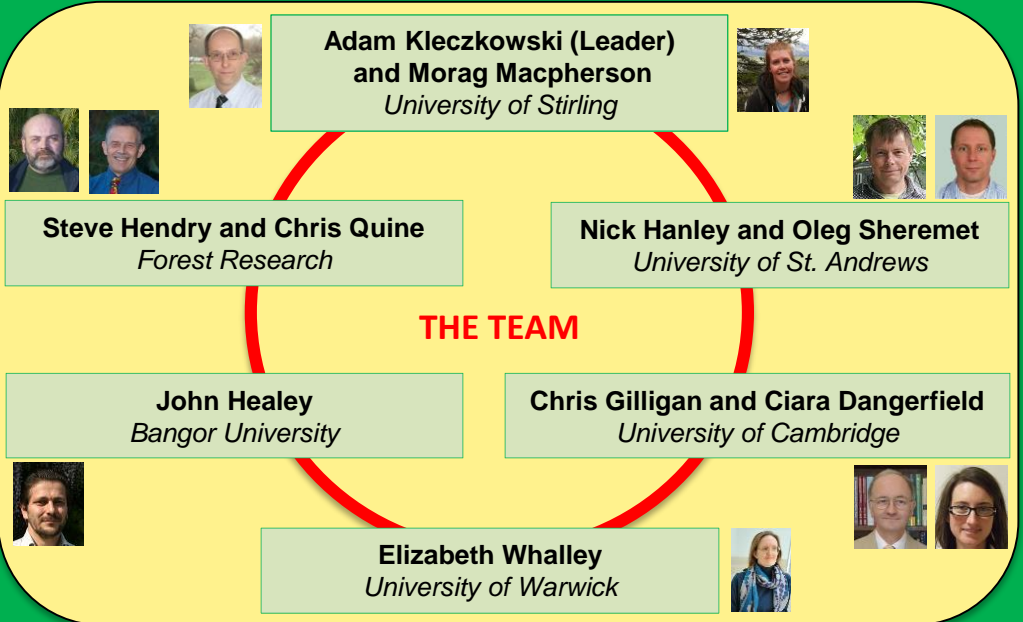 Adam Kleczkowski (Leader)
and Morag Macpherson
University of Stirling
Steve Hendry and Chris Quine
Forest Research
Nick Hanley and Oleg Sheremet
University of St. Andrews
THE TEAM
John Healey
Bangor University
Chris Gilligan and Ciara Dangerfield
University of Cambridge
Elizabeth Whalley
University of Warwick